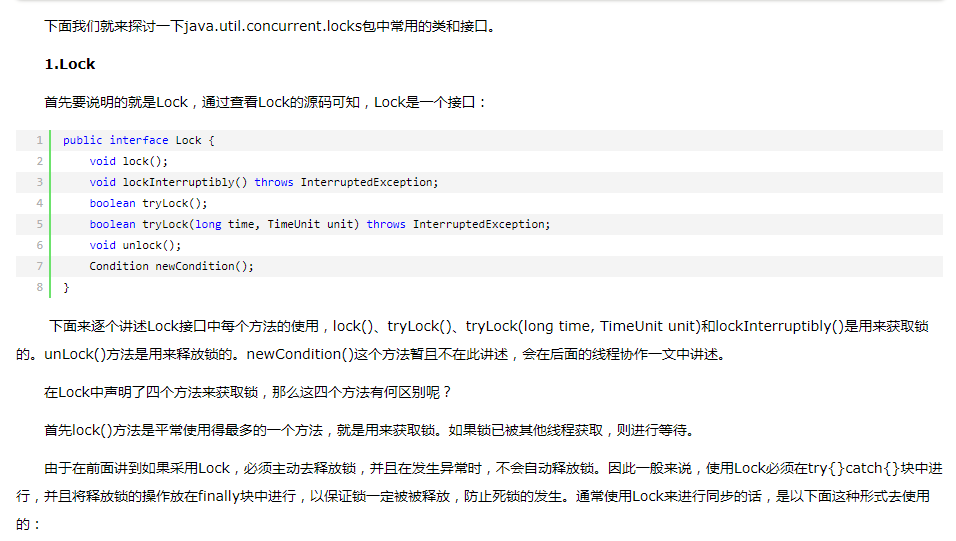 下面我们就来探讨一下java.util.concurrent.locks包中常用的类和接口。
1.Lock
首先要说明的就是Lock，通过查看Lock的源码可知，Lock是一个接口：
1 public interface Lock {
2     void lock();
3     void lockInterruptibly() throws InterruptedException;
4     boolean tryLock();
5     boolean tryLock(long time, TimeUnit unit) throws InterruptedException;
6     void unlock();
7     Condition newCondition();
8 }
下面来逐个讲述Lock接口中每个方法的使用，lock()、tryLock()、tryLock(long time, TimeUnit unit)和lockInterruptibly()是用来获取锁
的。unLock()方法是用来释放锁的。newCondition()这个方法暂且不在此讲述，会在后面的线程协作一文中讲述。
在Lock中声明了四个方法来获取锁，那么这四个方法有何区别呢？
首先lock()方法是平常使用得最多的一个方法，就是用来获取锁。如果锁已被其他线程获取，则进行等待。
由于在前面讲到如果采用Lock，必须主动去释放锁，并且在发生异常时，不会自动释放锁。因此一般来说，使用Lock必须在try{}catch{}块中进
行，并且将释放锁的操作放在finally块中进行，以保证锁一定被被释放，防止死锁的发生。通常使用Lock来进行同步的话，是以下面这种形式去使用
的：